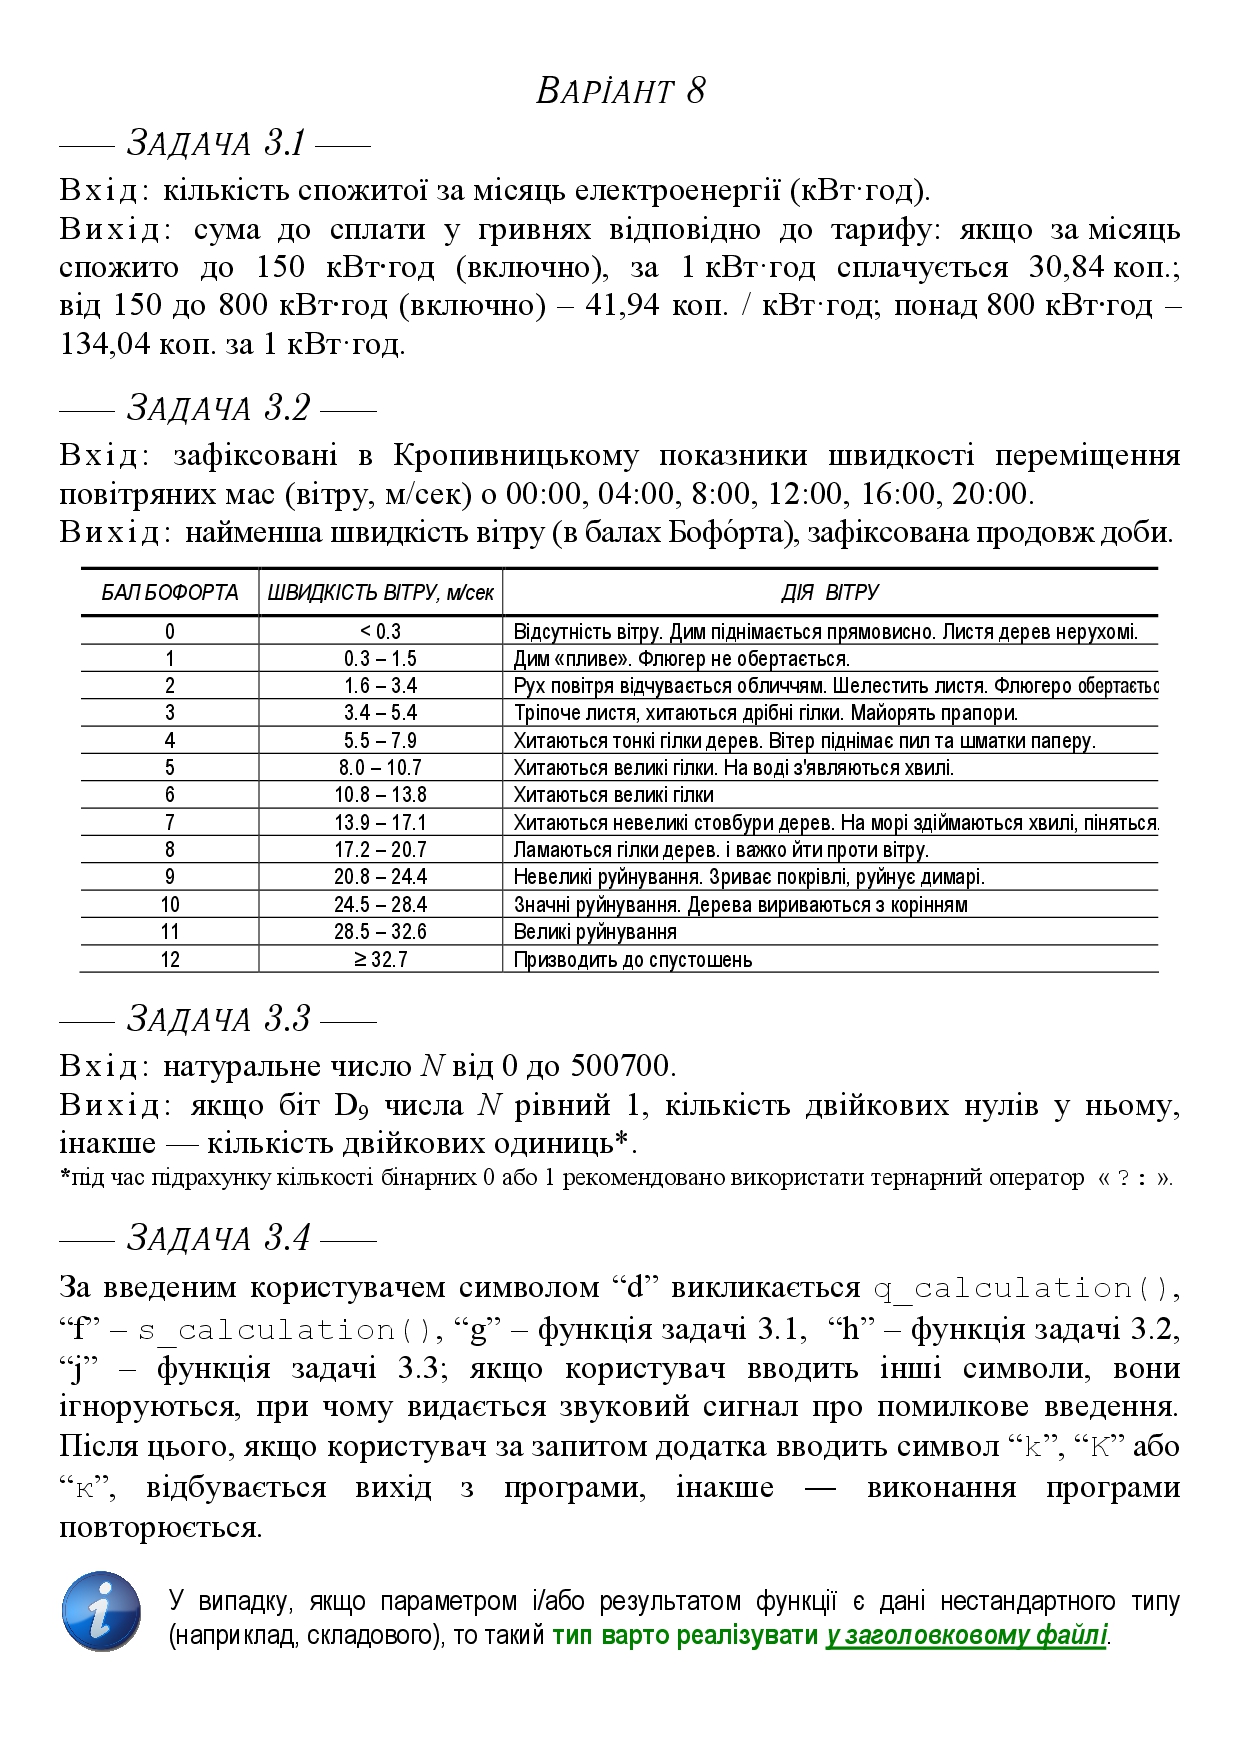 ВАРІАНТ 8
ЗАДАЧА 3.1
Вхід: кількість спожитої за місяць електроенергії (кВт·год).
Вихід: сума до сплати у гривнях відповідно до тарифу: якщо за місяць
спожито до 150 кВт·год (включно), за 1 кВт·год сплачується 30,84 коп.;
від 150 до 800 кВт·год (включно) – 41,94 коп. / кВт·год; понад 800 кВт·год –
134,04 коп. за 1 кВт·год.
ЗАДАЧА 3.2
Вхід: зафіксовані в Кропивницькому показники швидкості переміщення
повітряних мас (вітру, м/сек) о 00:00, 04:00, 8:00, 12:00, 16:00, 20:00.
Вихід: найменша швидкість вітру (в балах Бофо́рта), зафіксована продовж доби.
БАЛ БОФОРТА ШВИДКІСТЬ ВІТРУ, м/сек ДІЯ ВІТРУ
0 < 0.3 Відсутність вітру. Дим піднімається прямовисно. Листя дерев нерухомі.
1 0.3 – 1.5 Дим «пливе». Флюгер не обертається.
2 1.6 – 3.4 Рух повітря відчувається обличчям. Шелестить листя. Флюгеро обертаєтьс
3 3.4 – 5.4 Тріпоче листя, хитаються дрібні гілки. Майорять прапори.
4 5.5 – 7.9 Хитаються тонкі гілки дерев. Вітер піднімає пил та шматки паперу.
5 8.0 – 10.7 Хитаються великі гілки. На воді з'являються хвилі.
6 10.8 – 13.8 Хитаються великі гілки
7 13.9 – 17.1 Хитаються невеликі стовбури дерев. На морі здіймаються хвилі, піняться.
8 17.2 – 20.7 Ламаються гілки дерев. і важко йти проти вітру.
9 20.8 – 24.4 Невеликі руйнування. Зриває покрівлі, руйнує димарі.
10 24.5 – 28.4 Значні руйнування. Дерева вириваються з корінням
11 28.5 – 32.6 Великі руйнування
12 ≥ 32.7 Призводить до спустошень
ЗАДАЧА 3.3
Вхід: натуральне число N від 0 до 500700.
Вихід: якщо біт D₉ числа N рівний 1, кількість двійкових нулів у ньому,
інакше — кількість двійкових одиниць*.
*під час підрахунку кількості бінарних 0 або 1 рекомендовано використати тернарний оператор « ? : ».
ЗАДАЧА 3.4
За введеним користувачем символом “d” викликається q_calculation(),
“f” – s_calculation(), “g” – функція задачі 3.1, “h” – функція задачі 3.2,
“j” – функція задачі 3.3; якщо користувач вводить інші символи, вони
ігноруються, при чому видається звуковий сигнал про помилкове введення.
Після цього, якщо користувач за запитом додатка вводить символ “k”, “K” або
“к”, відбувається вихід з програми, інакше — виконання програми
повторюється.
У випадку, якщо параметром і/або результатом функції є дані нестандартного типу
(наприклад, складового), то такий тип варто реалізувати у заголовковому файлі.